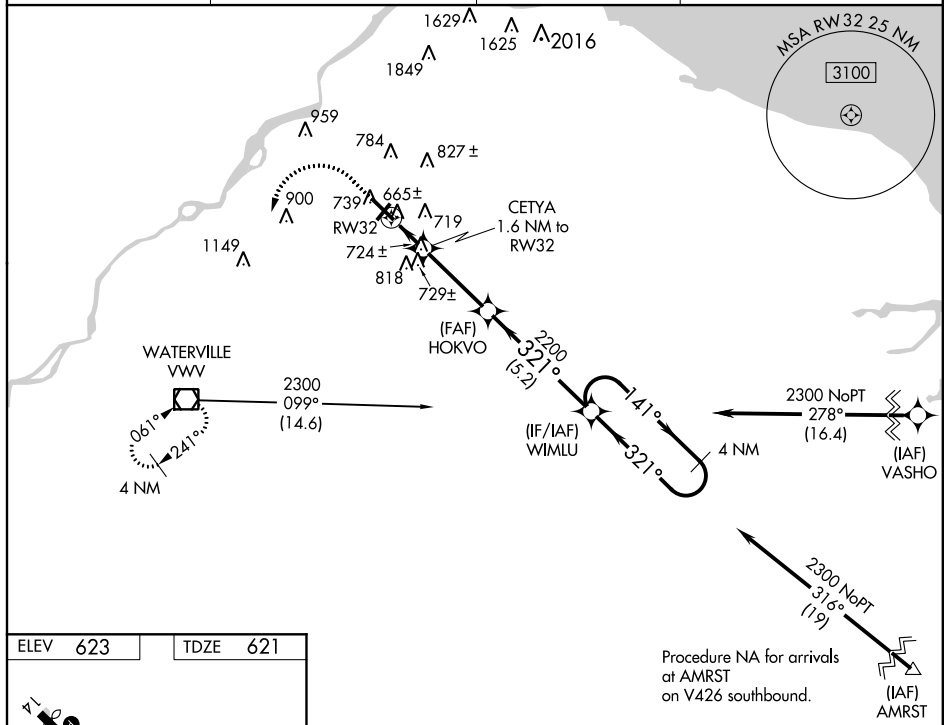 1629
1625
2016
1849
MSA RW32 25 NM
3100
959
784
827 ±
900
739
665±
719
RW32
CETYA
1.6 NM to
RW32
1149
724 ±
818
729±
(FAF)
HOKVO
WATERVILLE
VWV
2300
099°
(14.6)
061°
241°
4 NM
2200
321°
(5.2)
141°
(IF/IAF)
WIMLU
321°
4 NM
2300 NoPT
278°
(16.4)
(IAF)
VASHO
2300 NoPT
316°
(19)
(IAF)
AMRST
Procedure NA for arrivals
at AMRST
on V426 southbound.
ELEV 623
TDZE 621
14